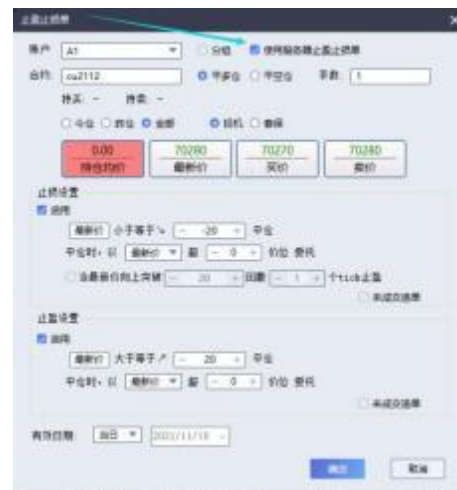 止盈止损单
账户 A1 分组 使用服务器止盈止损单
合约 cu2112 平多仓 平空仓 手数 1
持买: - 持卖: -
今仓 昨仓 全部 投机 套保
0.00 70280 70270 70280
持仓均价 最新价 买价 卖价
止损设置
启用
最新价 小于等于↘ - -20 + 平仓
平仓时, 以 最新价 超 - 0 + 价位 委托
当最新价向上突破 - 20 + 回撤 - 1 + 个tick止盈
未成交追单
止盈设置
启用
最新价 大于等于↗ - 20 + 平仓
平仓时, 以 最新价 超 - 0 + 价位 委托
未成交追单
有效日期 当日 2021/11/18
确定 取消